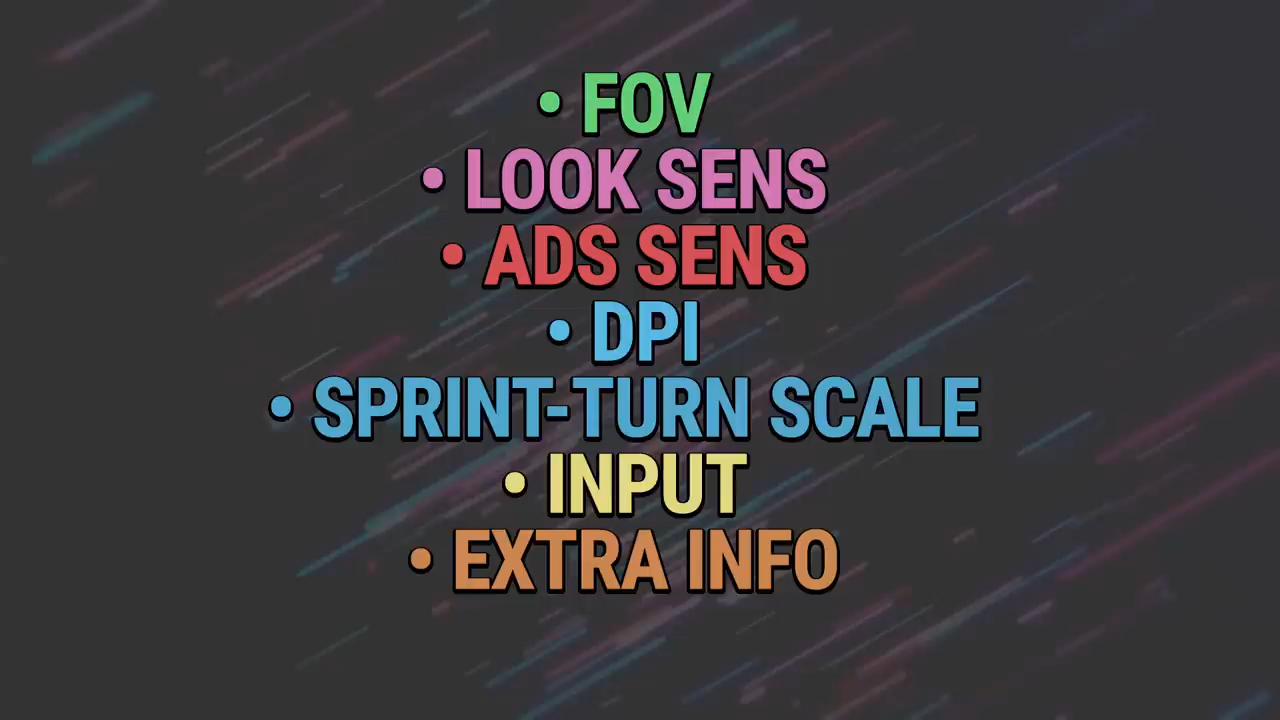 • FOV
• LOOK SENS
• ADS SENS
• DPI
• SPRINT-TURN SCALE
• INPUT
• EXTRA INFO